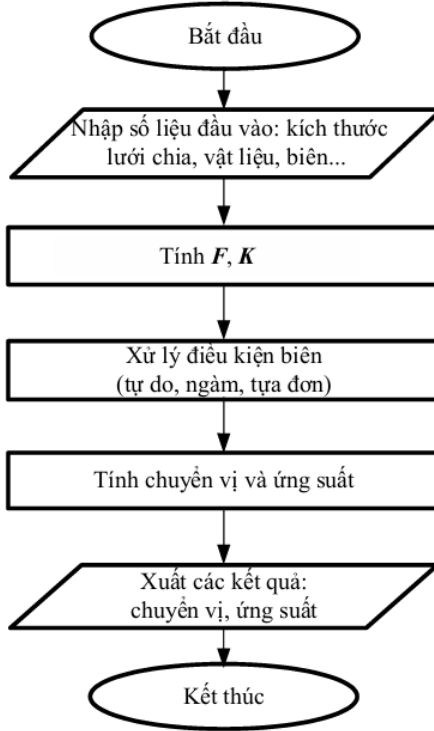 Bắt đầu
Nhập số liệu đầu vào: kích thước
lưới chia, vật liệu, biên...
Tính F, K
Xử lý điều kiện biên
(tự do, ngàm, tựa đơn)
Tính chuyển vị và ứng suất
Xuất các kết quả:
chuyển vị, ứng suất
Kết thúc